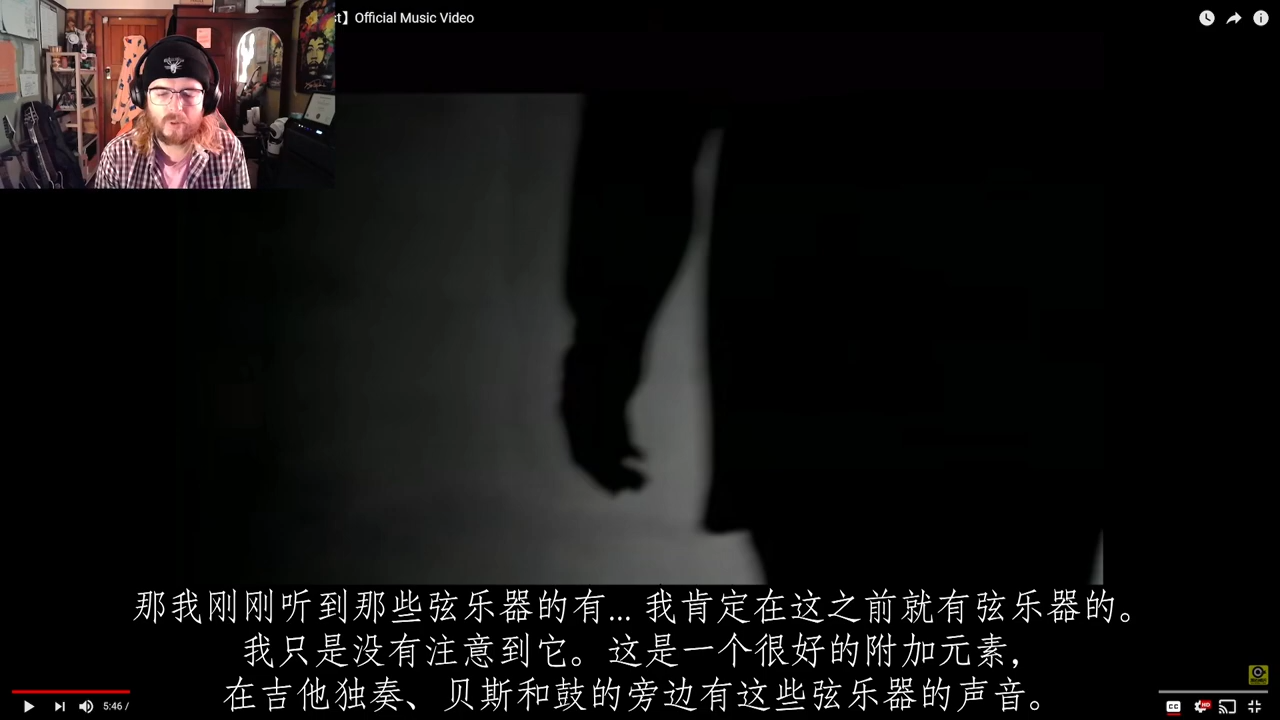 st】Official Music Video
那我刚刚听到那些弦乐器的有... 我肯定在这之前就有弦乐器的。
我只是没有注意到它。这是一个很好的附加元素，
在吉他独奏、贝斯和鼓的旁边有这些弦乐器的声音。
5:46 /
CC
HD